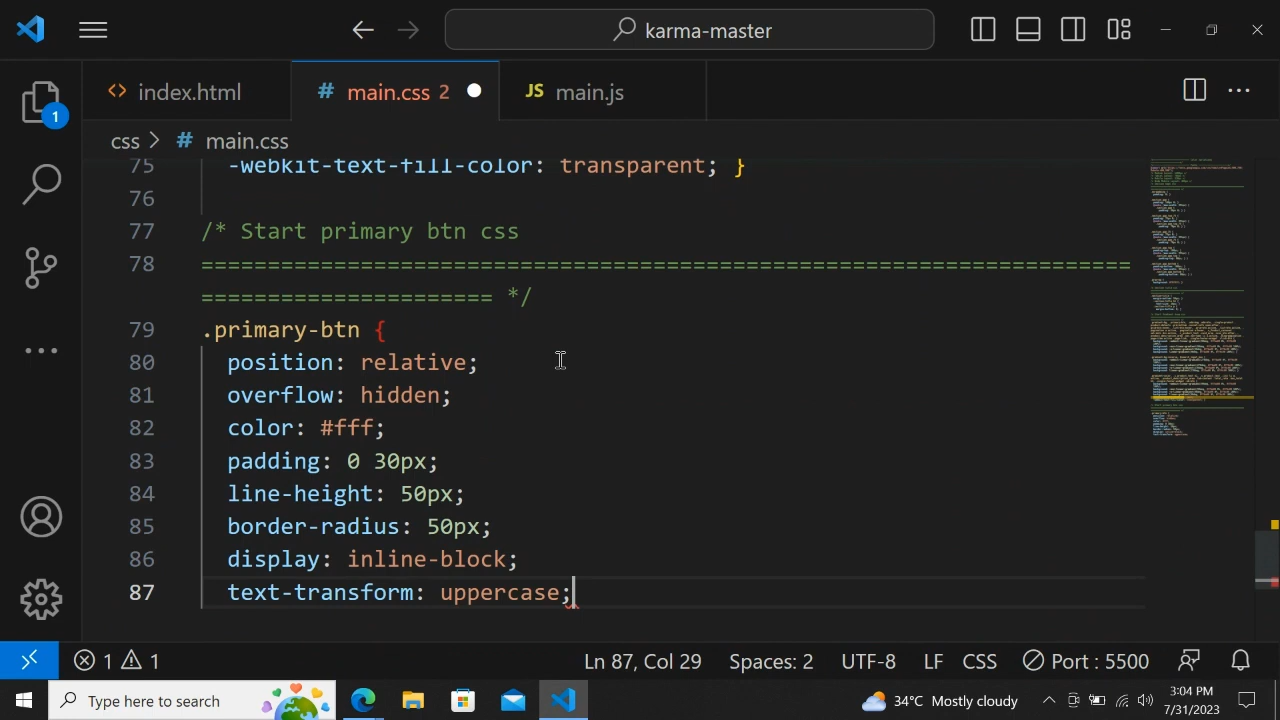 karma-master
index.html
main.css 2
JS main.js
1
css > # main.css
75 -webkit-text-fill-color: transparent; }
76
77 /* Start primary btn css
78 ======================================================================
====================== */
79 .primary-btn {
80 position: relative;
81 overflow: hidden;
82 color: #fff;
83 padding: 0 30px;
84 line-height: 50px;
85 border-radius: 50px;
86 display: inline-block;
87 text-transform: uppercase;
1 1 Ln 87, Col 29 Spaces: 2 UTF-8 LF CSS Port : 5500
Type here to search
34°C Mostly cloudy
3:04 PM
7/31/2023